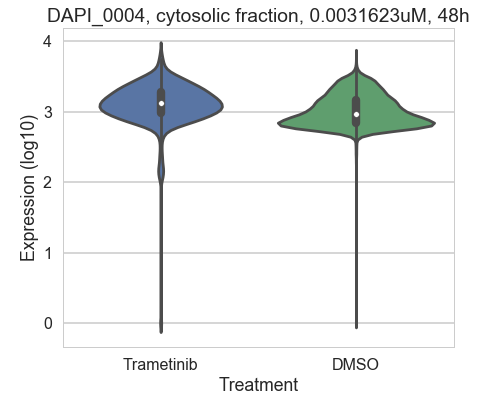 DAPI_0004, cytosolic fraction, 0.0031623uM, 48h
4
3
2
1
0
Expression (log10)
Trametinib DMSO
Treatment